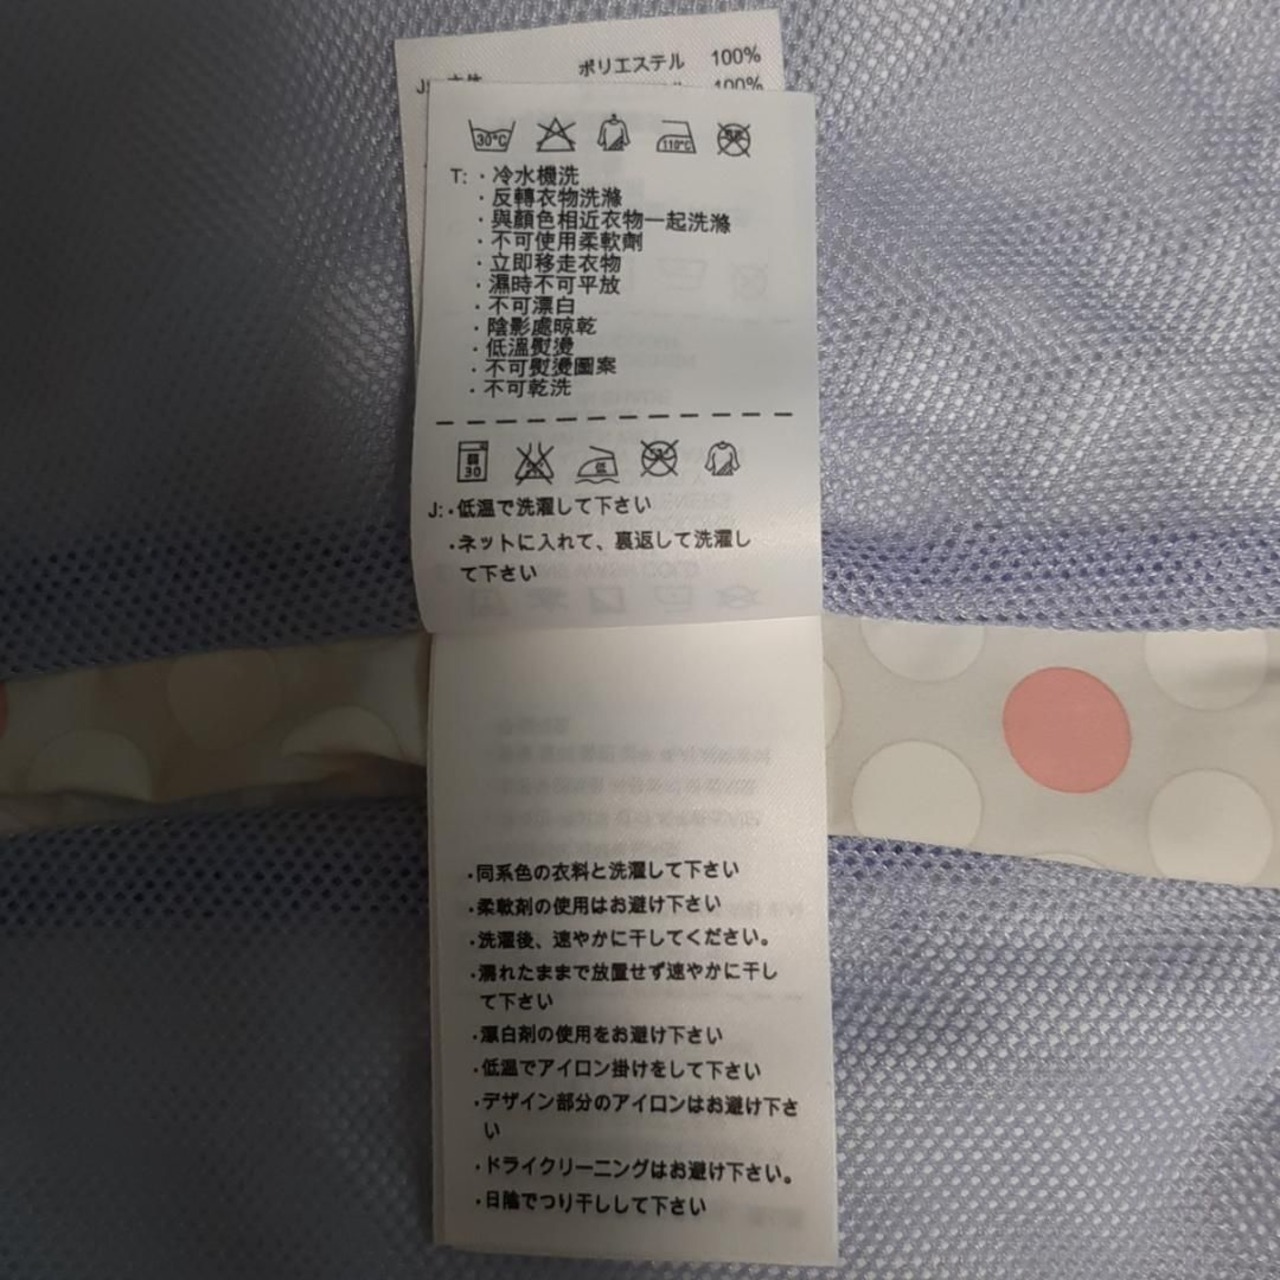 ポリエステル 100%
J: 100%
30°C 110°C
T: ・冷水機洗
・反轉衣物洗滌
・與顏色相近衣物一起洗滌
・不可使用柔軟劑
・立即移走衣物
・濕時不可平放
・不可漂白
・陰影處晾乾
・低溫熨燙
・不可熨燙圖案
・不可乾洗
弱 30 低
J:・低温で洗濯して下さい
・ネットに入れて、裏返して洗濯し
て下さい
・同系色の衣料と洗濯して下さい
・柔軟剤の使用はお避け下さい
・洗濯後、速やかに干してください。
・濡れたままで放置せず速やかに干し
て下さい
・漂白剤の使用をお避け下さい
・低温でアイロン掛けをして下さい
・デザイン部分のアイロンはお避け下さ
い
・ドライクリーニングはお避け下さい。
・日陰でつり干しして下さい